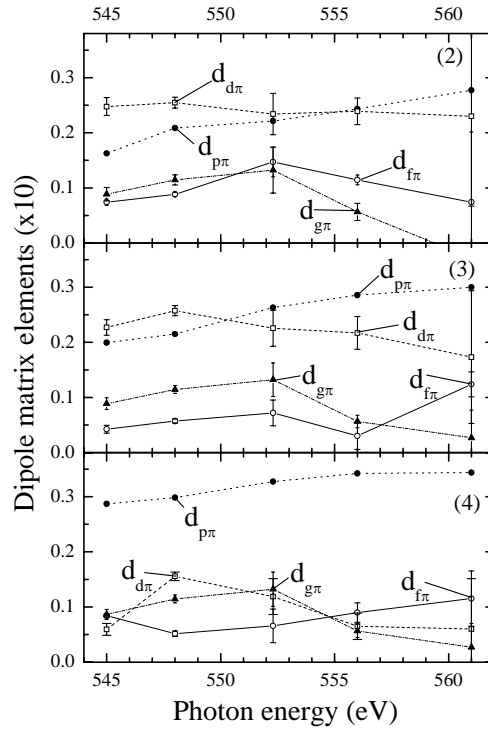 545 550 555 560
(2)
0.3
d_dπ
0.2
d_pπ
d_fπ
0.1
d_gπ
0.0
(3)
d_pπ
0.3
d_dπ
0.2
d_gπ
d_fπ
0.1
0.0
(4)
0.3
d_pπ
0.2
d_dπ
d_gπ
d_fπ
0.1
0.0
545 550 555 560
Photon energy (eV)
Dipole matrix elements (x10)